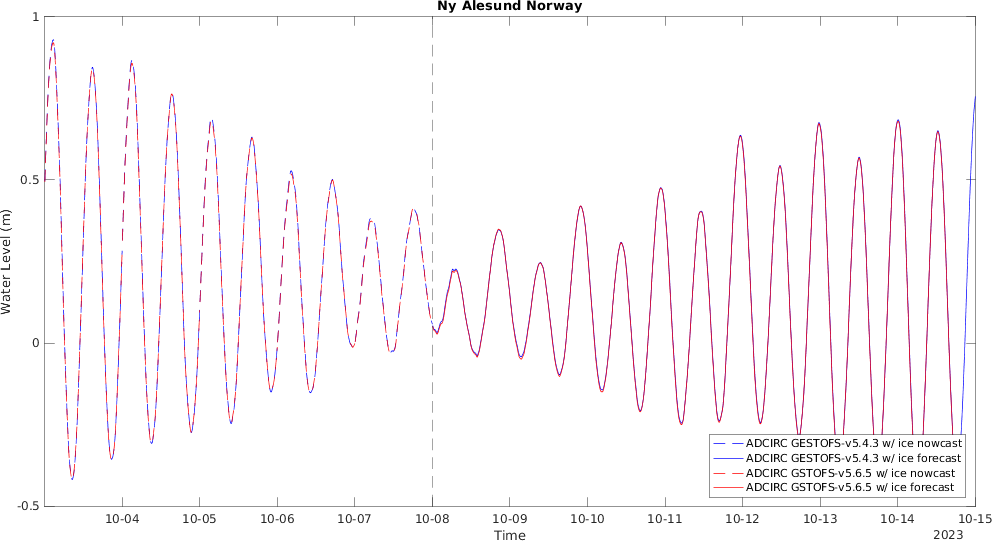 Ny Alesund Norway
1
0.5
0
-0.5
Water Level (m)
10-04 10-05 10-06 10-07 10-08 10-09 10-10 10-11 10-12 10-13 10-14 10-15
Time
2023
ADCIRC GESTOFS-v5.4.3 w/ ice nowcast
ADCIRC GESTOFS-v5.4.3 w/ ice forecast
ADCIRC GSTOFS-v5.6.5 w/ ice nowcast
ADCIRC GSTOFS-v5.6.5 w/ ice forecast